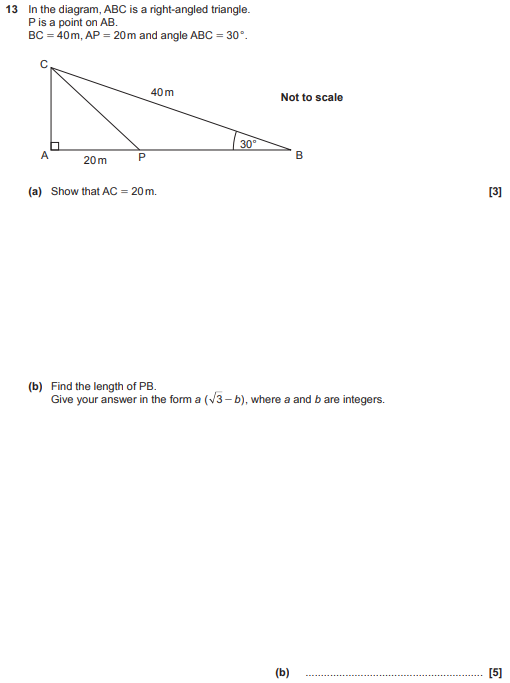 13 In the diagram, ABC is a right-angled triangle.
P is a point on AB.
BC = 40 m, AP = 20 m and angle ABC = 30°.
C
40 m
Not to scale
30°
A
20 m
P
B
(a) Show that AC = 20 m. [3]
(b) Find the length of PB.
Give your answer in the form a (√3 – b), where a and b are integers.
(b) .......................................................... [5]